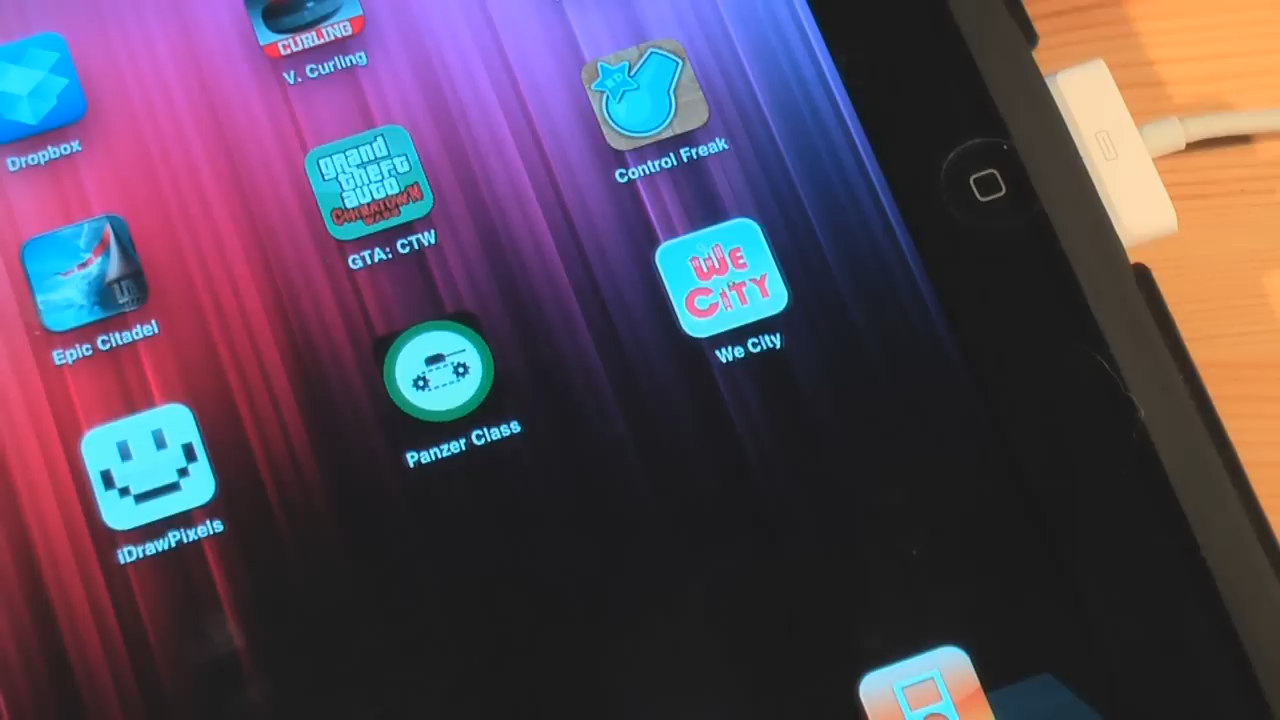 CURLING
V. Curling
Dropbox
grand
theft
auto
CHINATOWN
WARS
GTA: CTW
Control Freak
Epic Citadel
WE
CITY
We City
Panzer Class
iDrawPixels